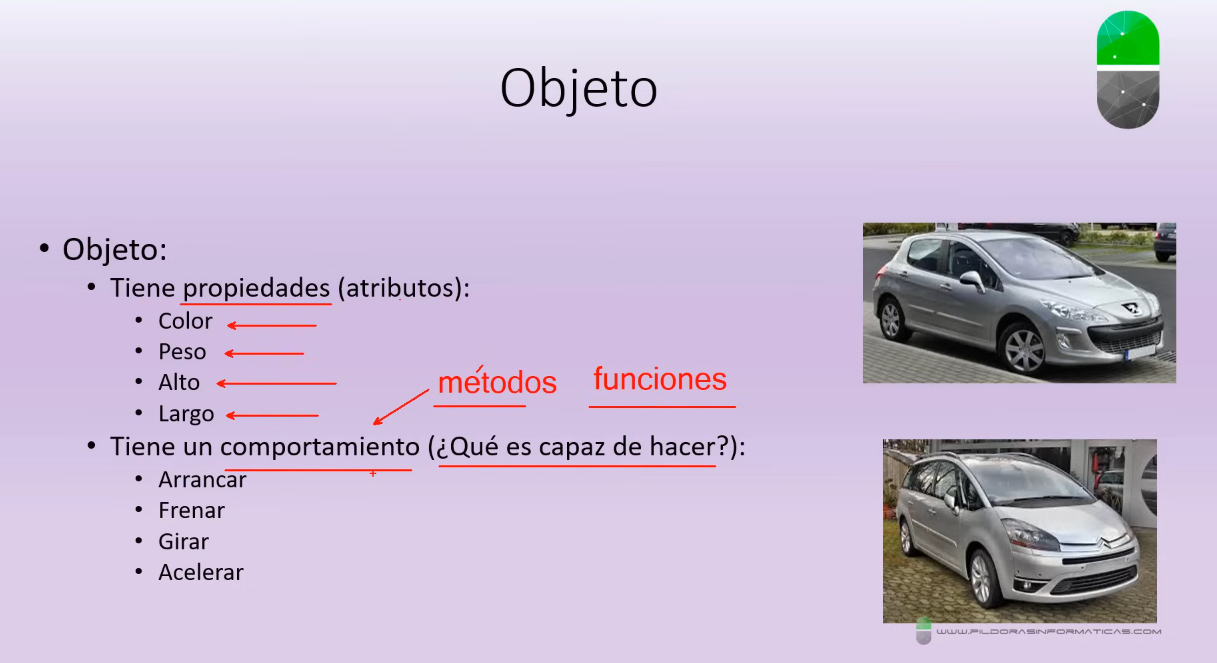 Objeto
• Objeto:
• Tiene propiedades (atributos):
• Color
• Peso
• Alto
• Largo
métodos funciones
• Tiene un comportamiento (¿Qué es capaz de hacer?):
• Arrancar
• Frenar
• Girar
• Acelerar
WWW.PILDORASINFORMATICAS.COM